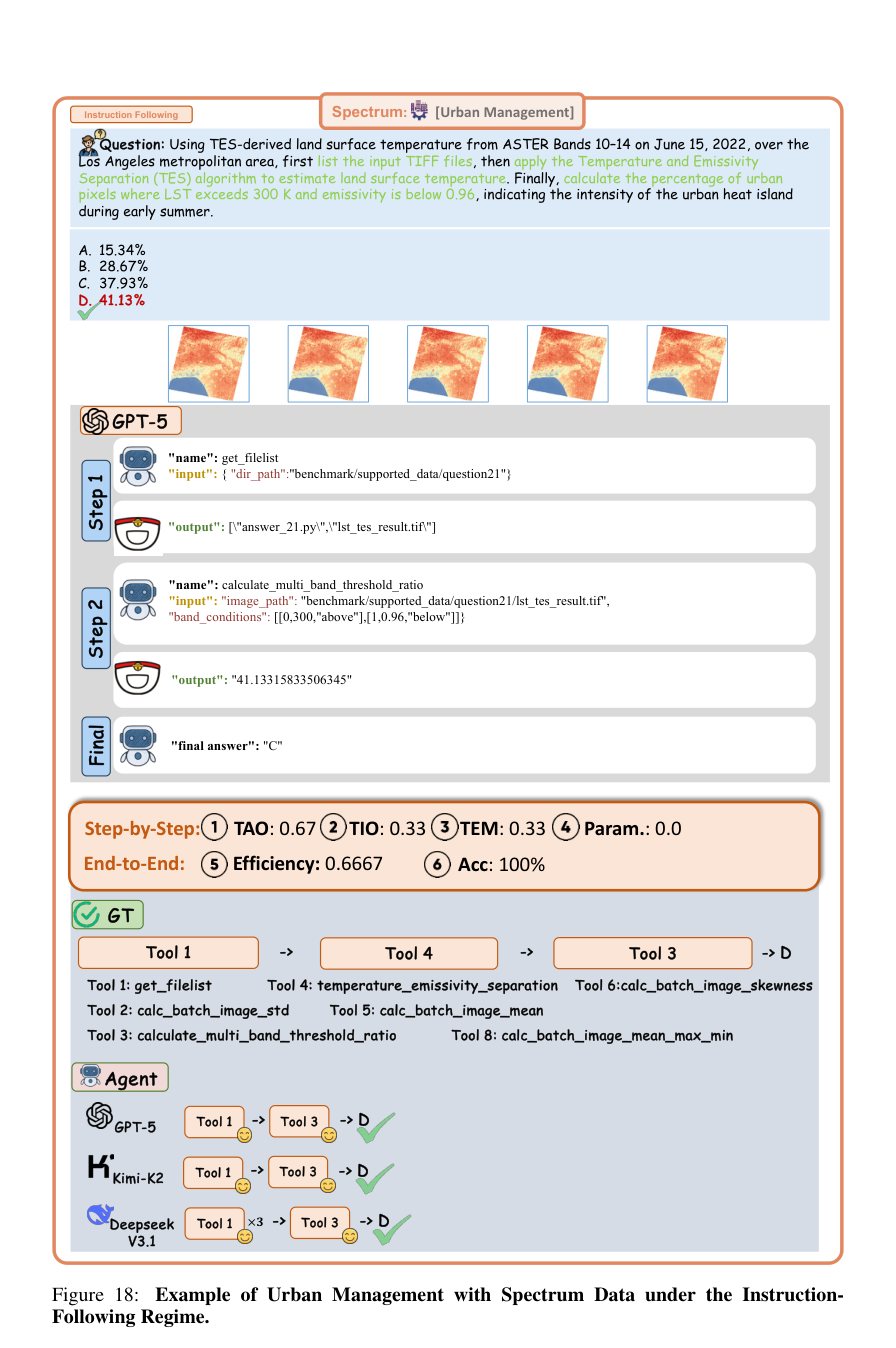 Instruction Following
Spectrum: [Urban Management]
Question: Using TES-derived land surface temperature from ASTER Bands 10–14 on June 15, 2022, over the
Los Angeles metropolitan area, first list the input TIFF files, then apply the Temperature and Emissivity
Separation (TES) algorithm to estimate land surface temperature. Finally, calculate the percentage of urban
pixels where LST exceeds 300 K and emissivity is below 0.96, indicating the intensity of the urban heat island
during early summer.
A. 15.34%
B. 28.67%
C. 37.93%
D. 41.13%
GPT-5
Step 1
"name": get_filelist
"input": { "dir_path":"benchmark/supported_data/question21"}
"output": [\"answer_21.py\",\"lst_tes_result.tif\"]
Step 2
"name": calculate_multi_band_threshold_ratio
"input": "image_path": "benchmark/supported_data/question21/lst_tes_result.tif",
"band_conditions": [[0,300,"above"],[1,0.96,"below"]]}
"output": "41.13315833506345"
Final
"final answer": "C"
Step-by-Step: 1 TAO: 0.67 2 TIO: 0.33 3 TEM: 0.33 4 Param.: 0.0
End-to-End: 5 Efficiency: 0.6667 6 Acc: 100%
GT
Tool 1 -> Tool 4 -> Tool 3 -> D
Tool 1: get_filelist Tool 4: temperature_emissivity_separation Tool 6:calc_batch_image_skewness
Tool 2: calc_batch_image_std Tool 5: calc_batch_image_mean
Tool 3: calculate_multi_band_threshold_ratio Tool 8: calc_batch_image_mean_max_min
Agent
GPT-5 Tool 1 -> Tool 3 -> D
Kimi-K2 Tool 1 -> Tool 3 -> D
Deepseek V3.1 Tool 1 ×3 -> Tool 3 -> D
Figure 18: Example of Urban Management with Spectrum Data under the Instruction-
Following Regime.